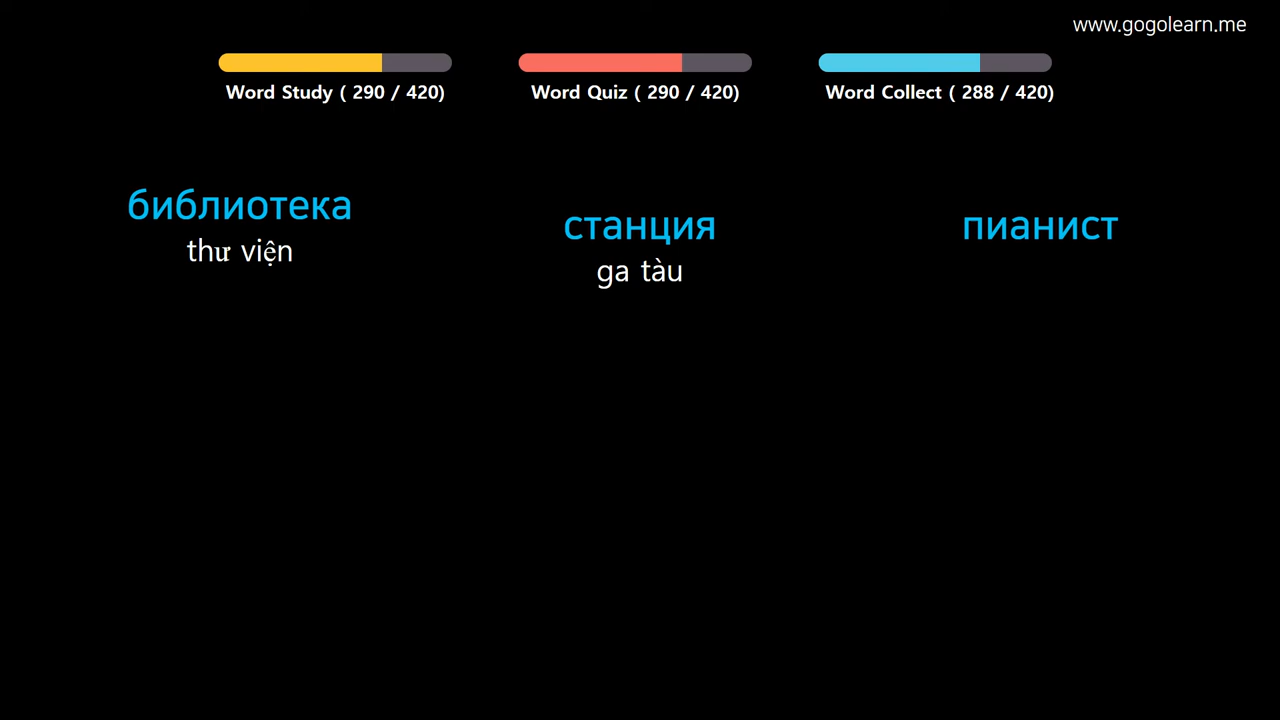 www.gogolearn.me
Word Study ( 290 / 420)
Word Quiz ( 290 / 420)
Word Collect ( 288 / 420)
библиотека
thư viện
станция
ga tàu
пианист